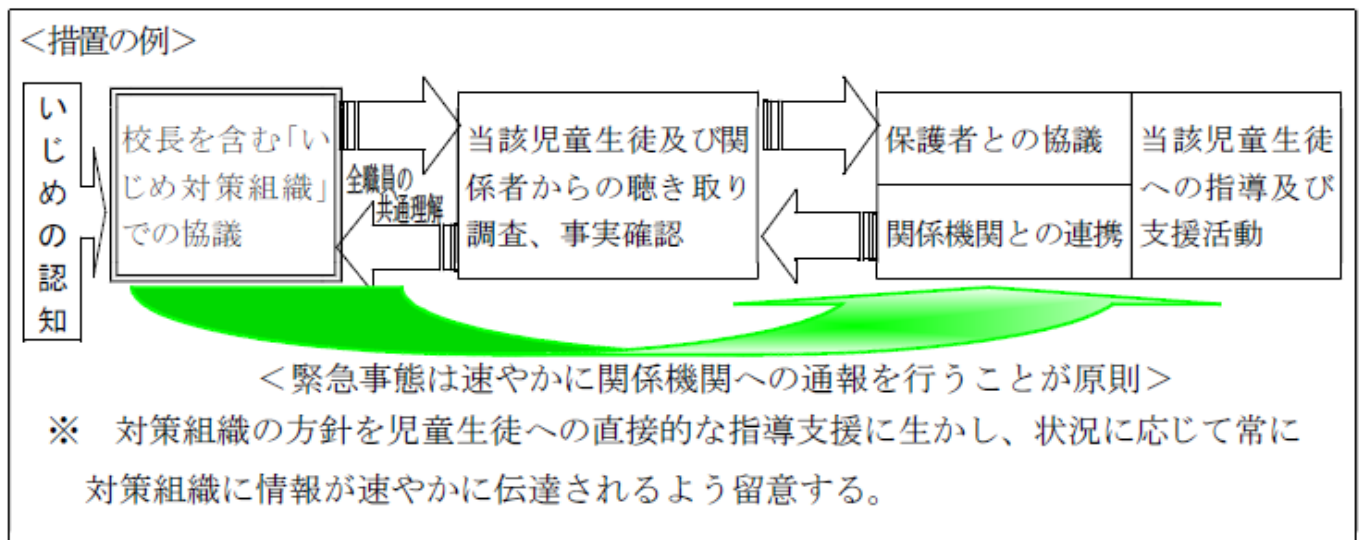 ＜措置の例＞
いじめの認知
校長を含む「い
じめ対策組織」
での協議
全職員の
共通理解
当該児童生徒及び関
係者からの聴き取り
調査、事実確認
保護者との協議
関係機関との連携
当該児童生徒
への指導及び
支援活動
＜緊急事態は速やかに関係機関への通報を行うことが原則＞
※　対策組織の方針を児童生徒への直接的な指導支援に生かし、状況に応じて常に
対策組織に情報が速やかに伝達されるよう留意する。